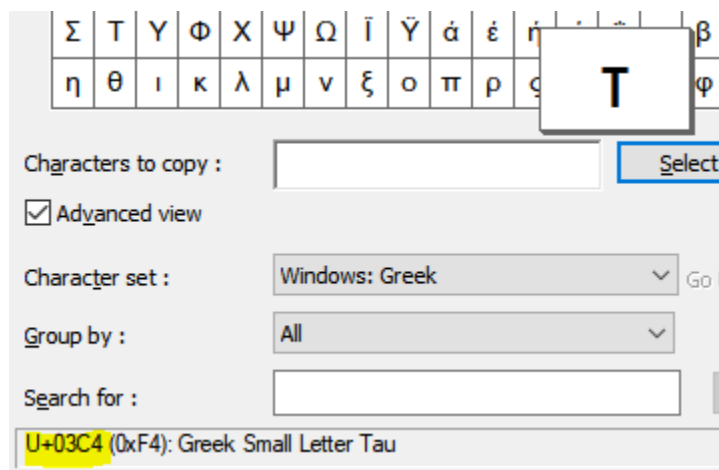 Σ Τ Υ Φ Χ Ψ Ω Ϊ Ϋ ά έ ή β
η θ ι κ λ μ ν ξ ο π ρ ς φ
τ
Characters to copy :
Select
Advanced view
Character set :
Windows: Greek
Go
Group by :
All
Search for :
U+03C4 (0xF4): Greek Small Letter Tau